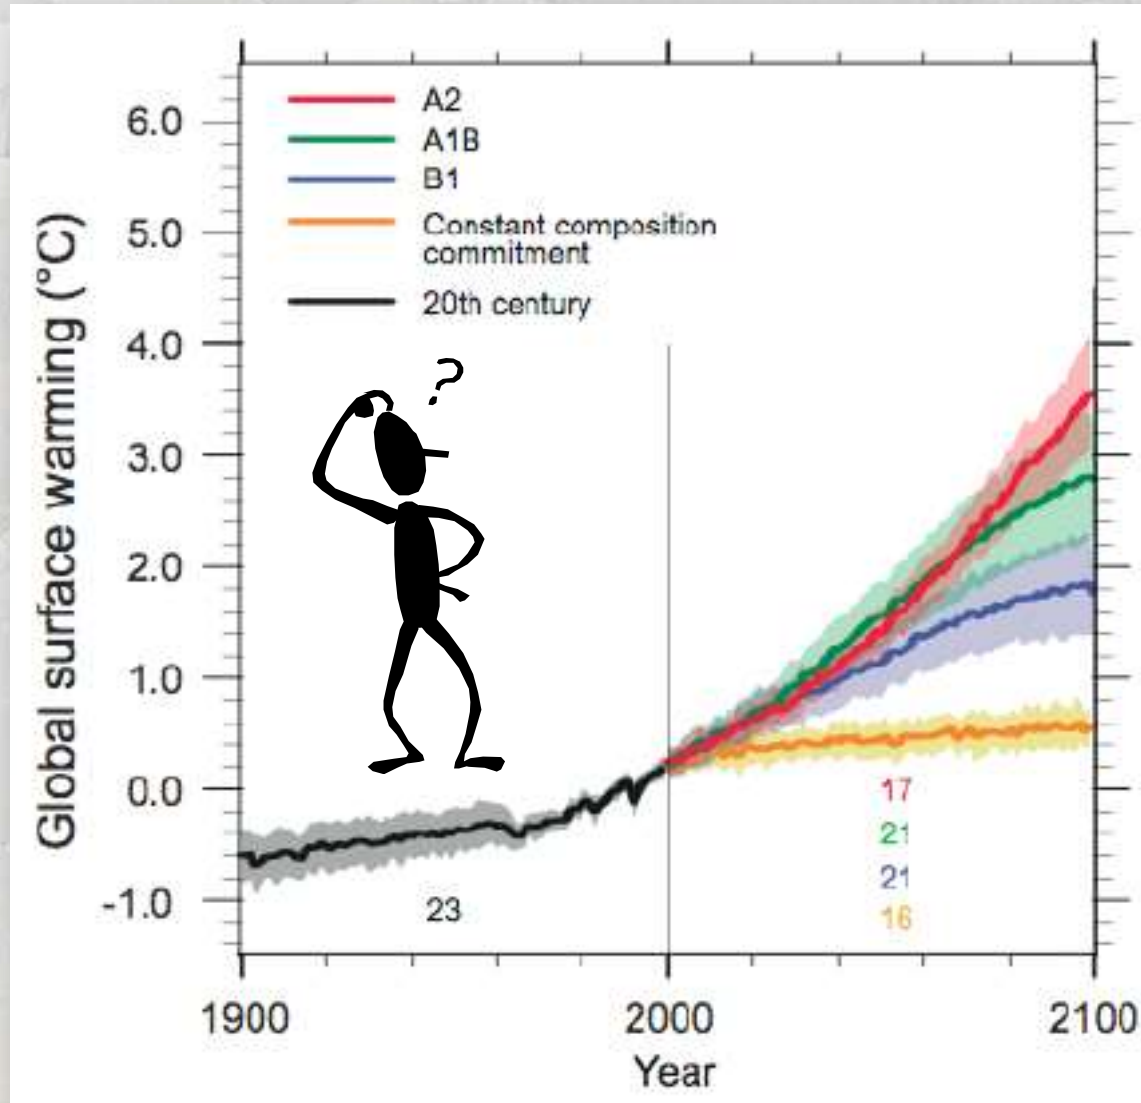 A2
A1B
B1
Constant composition
commitment
20th century
?
6.0
5.0
4.0
3.0
2.0
1.0
0.0
-1.0
Global surface warming (°C)
17
21
21
16
23
1900
2000
2100
Year